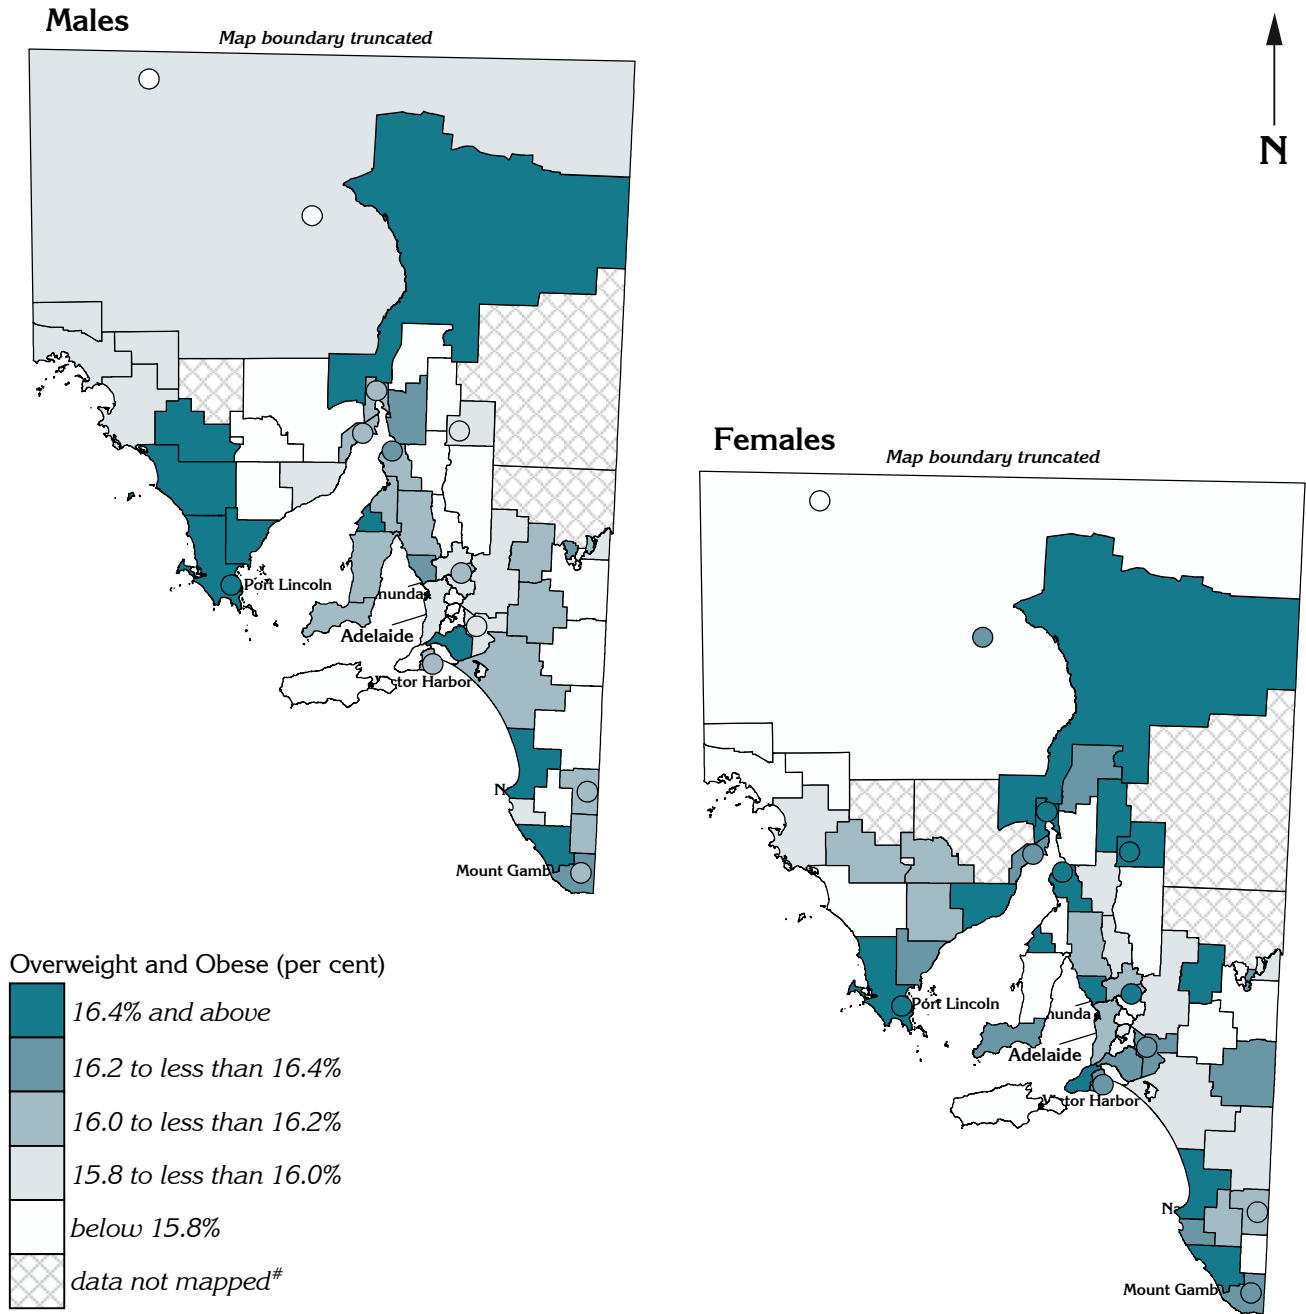 Males
Map boundary truncated
N
Port Lincoln
Adelaide
Mount Gamb
Females
Map boundary truncated
Port Lincoln
Adelaide
Harbor
Mount Gamb
Overweight and Obese (per cent)
16.4% and above
16.2 to less than 16.4%
16.0 to less than 16.2%
15.8 to less than 16.0%
below 15.8%
data not mapped#